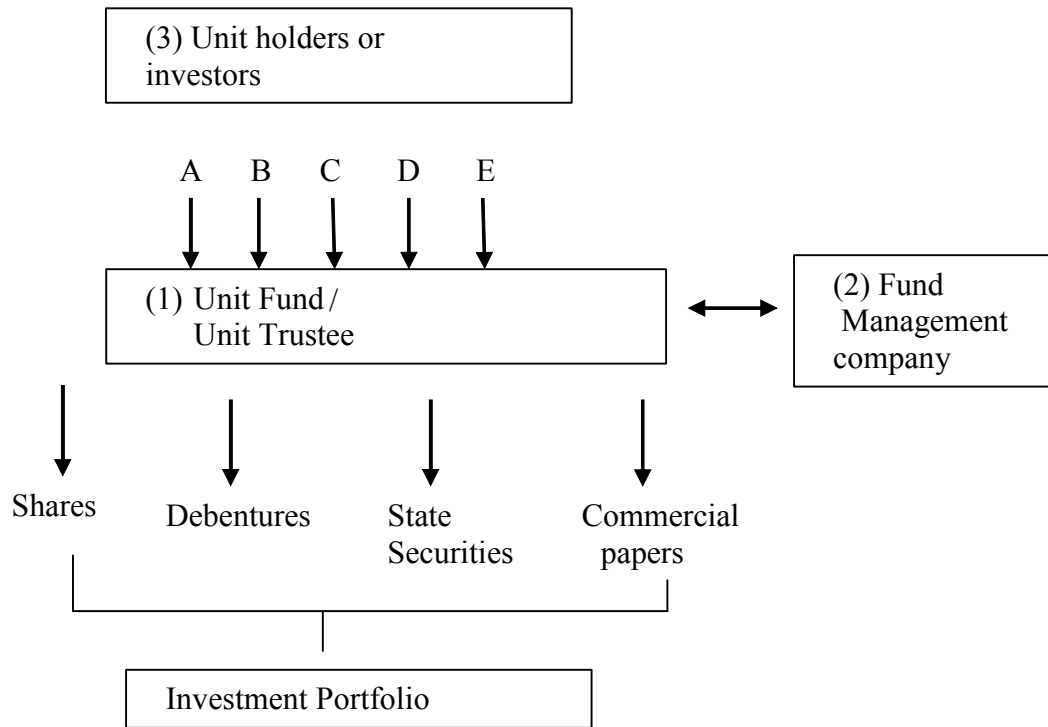 (3) Unit holders or
investors
A B C D E
(1) Unit Fund /
Unit Trustee
(2) Fund
Management
company
Shares
Debentures
State
Securities
Commercial
papers
Investment Portfolio